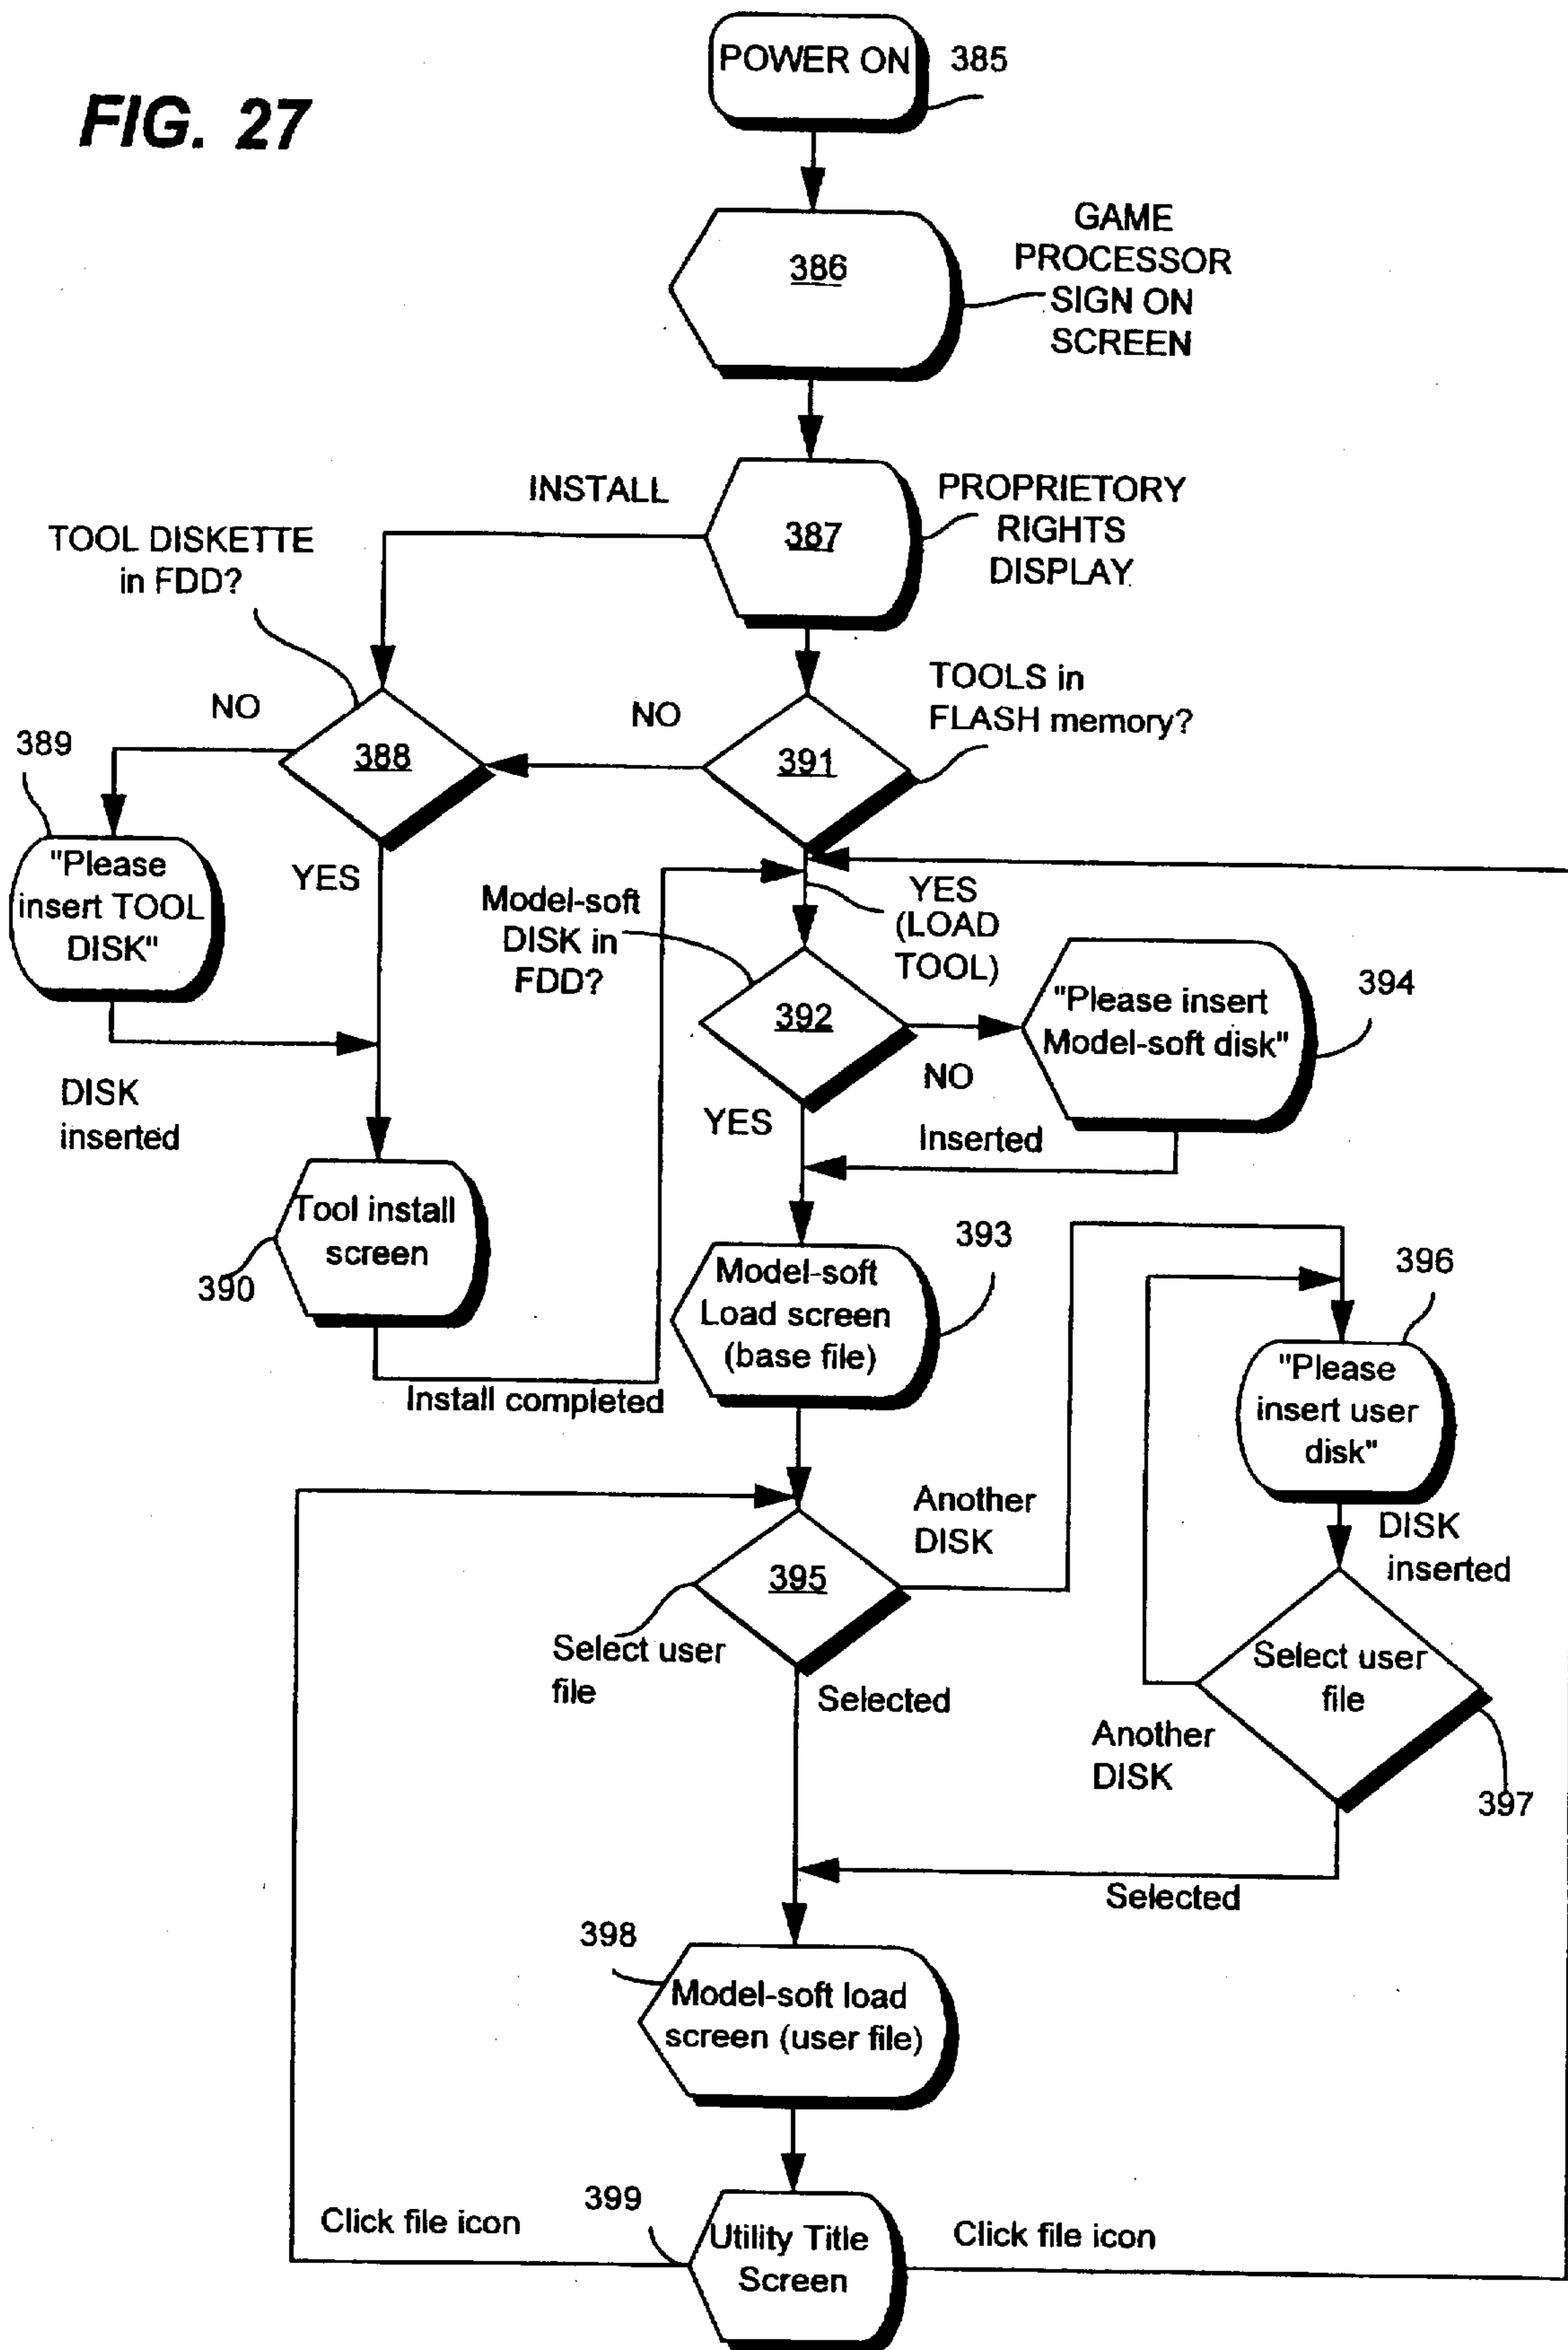 FIG. 27
POWER ON
385
386
GAME
PROCESSOR
SIGN ON
SCREEN
INSTALL
387
PROPRIETORY
RIGHTS
DISPLAY
TOOL DISKETTE
in FDD?
NO
388
NO
391
TOOLS in
FLASH memory?
389
"Please
insert TOOL
DISK"
YES
Model-soft
DISK in
FDD?
YES
(LOAD
TOOL)
392
"Please insert
Model-soft disk"
394
NO
YES
Inserted
DISK
inserted
Tool install
screen
390
Install completed
Model-soft
Load screen
(base file)
393
396
"Please
insert user
disk"
Another
DISK
DISK
inserted
395
Select user
file
Selected
Select user
file
Another
DISK
397
Selected
398
Model-soft load
screen (user file)
399
Click file icon
Utility Title
Screen
Click file icon